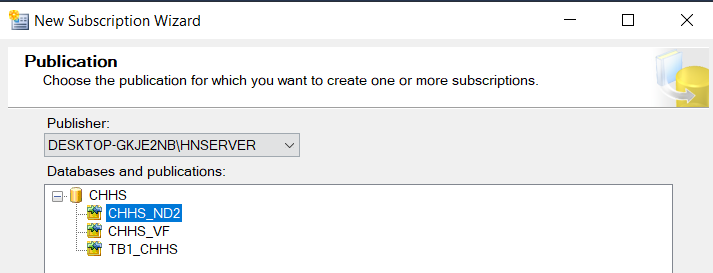 New Subscription Wizard
Publication
Choose the publication for which you want to create one or more subscriptions.
Publisher:
DESKTOP-GKJE2NB\HNSERVER
Databases and publications:
CHHS
CHHS_ND2
CHHS_VF
TB1_CHHS